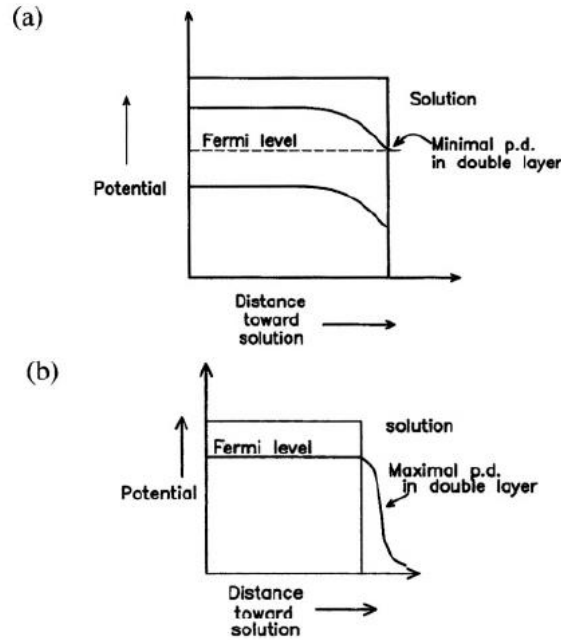 (a)
Solution
Fermi level
Minimal p.d.
in double layer
Potential
Distance
toward
solution
(b)
solution
Fermi level
Maximal p.d.
in double layer
Potential
Distance
toward
solution